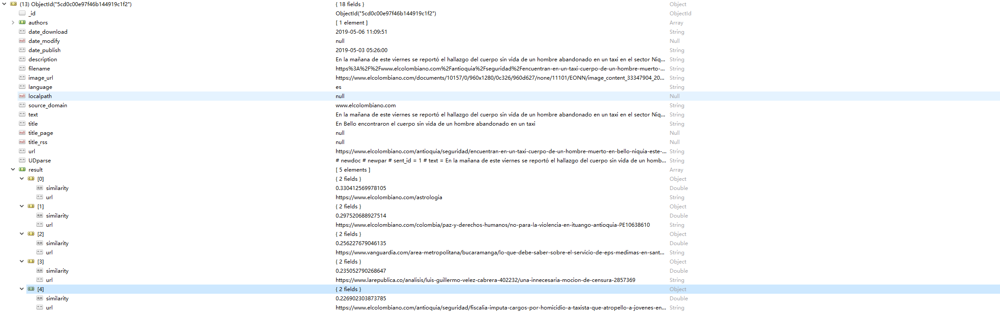 (13) ObjectId("5cd0c00e97f46b144919c1f2") { 18 fields } Object
_id ObjectId("5cd0c00e97f46b144919c1f2") ObjectId
authors [ 1 element ] Array
date_download 2019-05-06 11:09:51 String
date_modify null Null
date_publish 2019-05-03 05:26:00 String
description En la mañana de este viernes se reportó el hallazgo del cuerpo sin vida de un hombre abandonado en un taxi en el sector Niq... String
filename https%3A%2F%2Fwww.elcolombiano.com%2Fantioquia%2Fseguridad%2Fencuentran-en-un-taxi-cuerpo-de-un-hombre-muerto-... String
image_url https://www.elcolombiano.com/documents/10157/0/960x1280/0c326/960d627/none/11101/EONN/image_content_33347904_20... String
language es String
localpath null Null
source_domain www.elcolombiano.com String
text En la mañana de este viernes se reportó el hallazgo del cuerpo sin vida de un hombre abandonado en un taxi en el sector Niq... String
title En Bello encontraron el cuerpo sin vida de un hombre abandonado en un taxi String
title_page null Null
title_rss null Null
url https://www.elcolombiano.com/antioquia/seguridad/encuentran-en-un-taxi-cuerpo-de-un-hombre-muerto-en-bello-niquia-este-... String
UDparse # newdoc # newpar # sent_id = 1 # text = En la mañana de este viernes se reportó el hallazgo del cuerpo sin vida de un homb... String
result [ 5 elements ] Array
[0] { 2 fields } Object
similarity 0.330412569978105 Double
url https://www.elcolombiano.com/astrologia String
[1] { 2 fields } Object
similarity 0.297520688927514 Double
url https://www.elcolombiano.com/colombia/paz-y-derechos-humanos/no-para-la-violencia-en-ituango-antioquia-PE10638610 String
[2] { 2 fields } Object
similarity 0.256227679046135 Double
url https://www.vanguardia.com/area-metropolitana/bucaramanga/lo-que-debe-saber-sobre-el-servicio-de-eps-medimas-en-sant... String
[3] { 2 fields } Object
similarity 0.235052790268647 Double
url https://www.larepublica.co/analisis/luis-guillermo-velez-cabrera-402232/una-innecesaria-mocion-de-censura-2857369 String
[4] { 2 fields } Object
similarity 0.226902303873785 Double
url https://www.elcolombiano.com/antioquia/seguridad/fiscalia-imputa-cargos-por-homicidio-a-taxista-que-atropello-a-jovenes-en... String